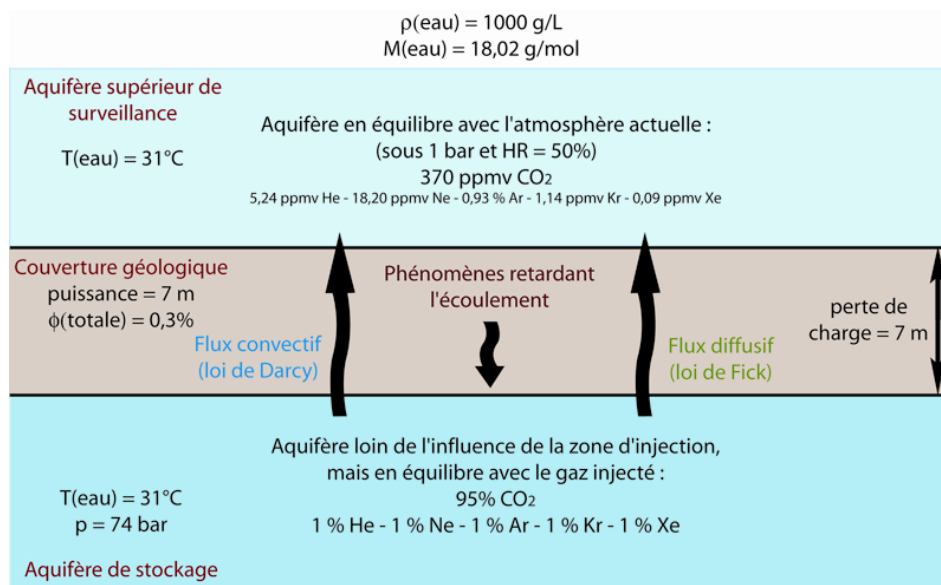 ρ(eau) = 1000 g/L
M(eau) = 18,02 g/mol
Aquifère supérieur de
surveillance
T(eau) = 31°C
Aquifère en équilibre avec l'atmosphère actuelle :
(sous 1 bar et HR = 50%)
370 ppmv CO2
5,24 ppmv He - 18,20 ppmv Ne - 0,93 % Ar - 1,14 ppmv Kr - 0,09 ppmv Xe
Couverture géologique
puissance = 7 m
ϕ(totale) = 0,3%
Flux convectif
(loi de Darcy)
Phénomènes retardant
l'écoulement
Flux diffusif
(loi de Fick)
perte de
charge = 7 m
Aquifère loin de l'influence de la zone d'injection,
mais en équilibre avec le gaz injecté :
95% CO2
1 % He - 1 % Ne - 1 % Ar - 1 % Kr - 1 % Xe
T(eau) = 31°C
p = 74 bar
Aquifère de stockage